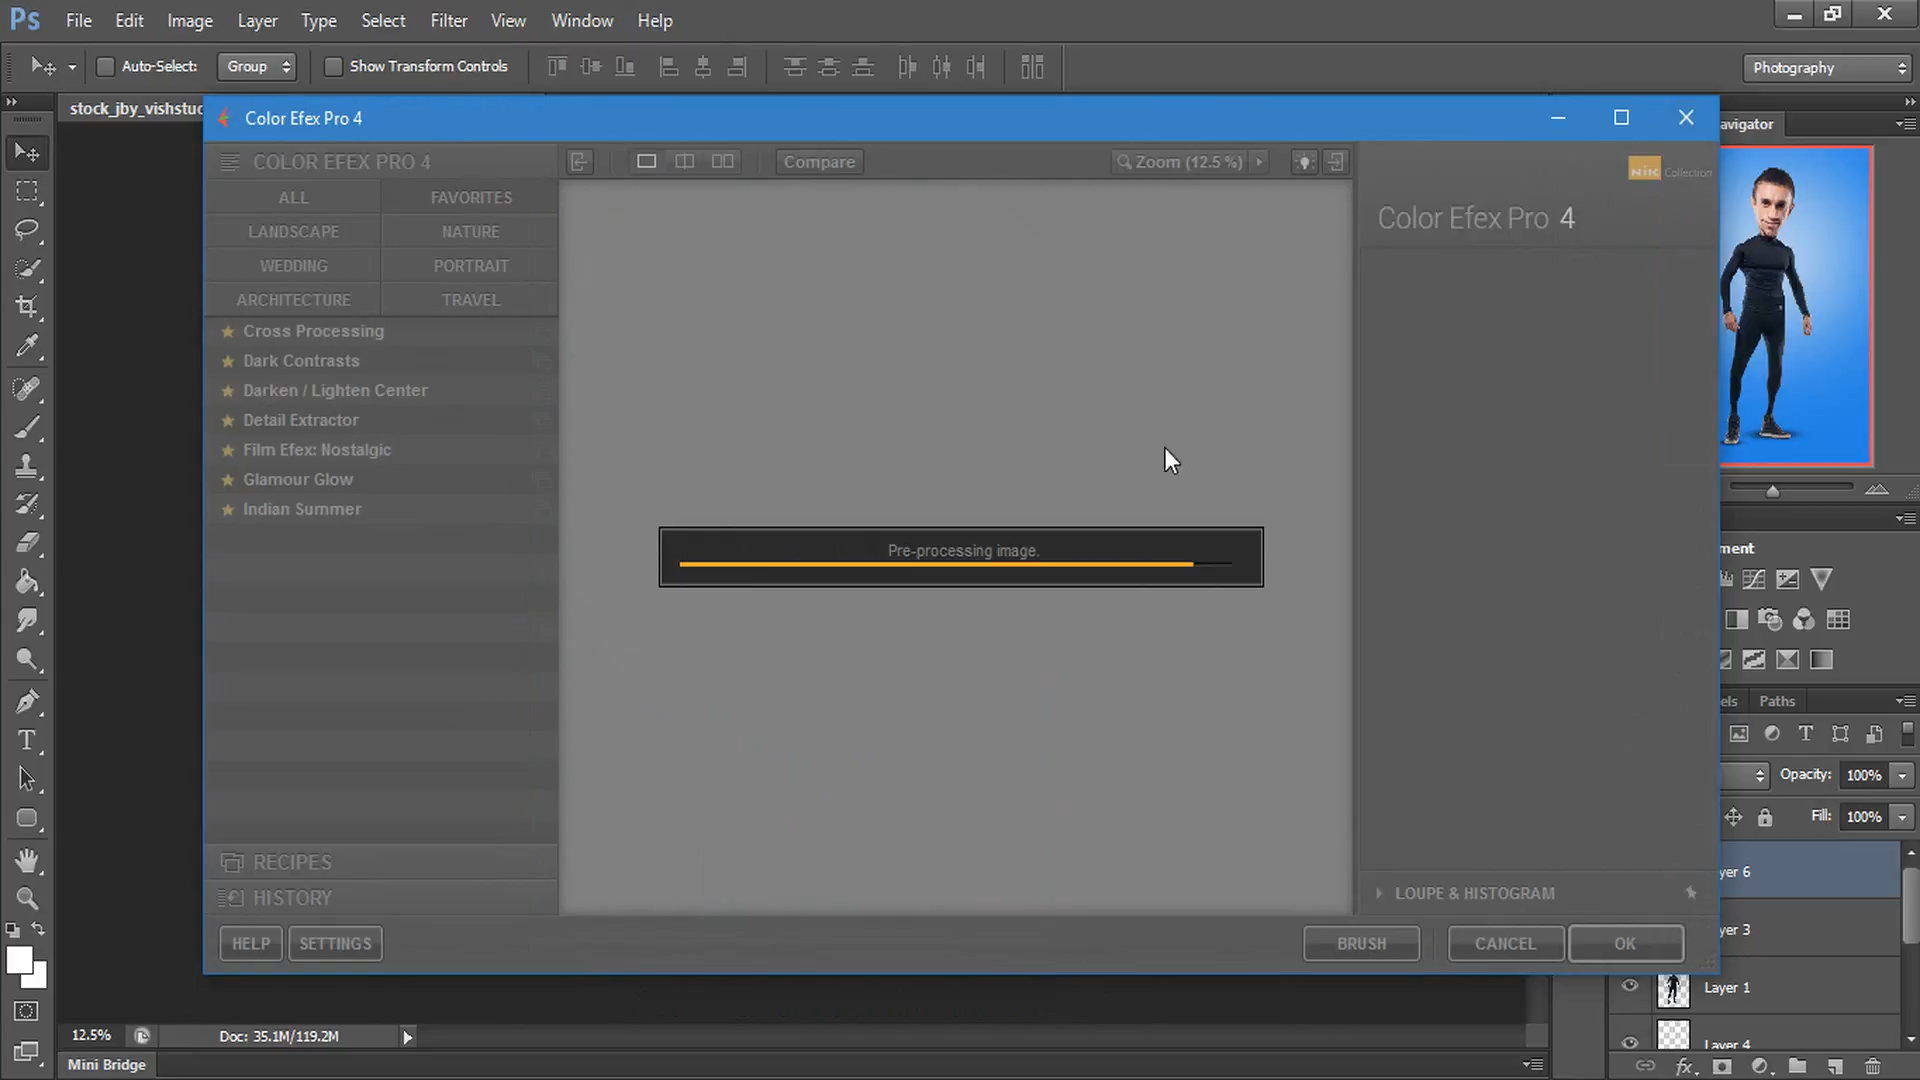 Ps File Edit Image Layer Type Select Filter View Window Help
Auto-Select: Group Show Transform Controls Photography
stock_jby_vishstu
Color Efex Pro 4
avigator
COLOR EFEX PRO 4 Compare Zoom (12.5 %) Nik Collection
ALL FAVORITES
Color Efex Pro 4
LANDSCAPE NATURE
WEDDING PORTRAIT
ARCHITECTURE TRAVEL
Cross Processing
Dark Contrasts
Darken / Lighten Center
Detail Extractor
Film Efex: Nostalgic
Glamour Glow
Indian Summer
Pre-processing image.
ment
els Paths
Opacity: 100%
Fill: 100%
RECIPES
yer 6
HISTORY
LOUPE & HISTOGRAM
yer 3
HELP SETTINGS BRUSH CANCEL OK
Layer 1
12.5% Doc: 35.1M/119.2M
Layer 4
Mini Bridge
fx